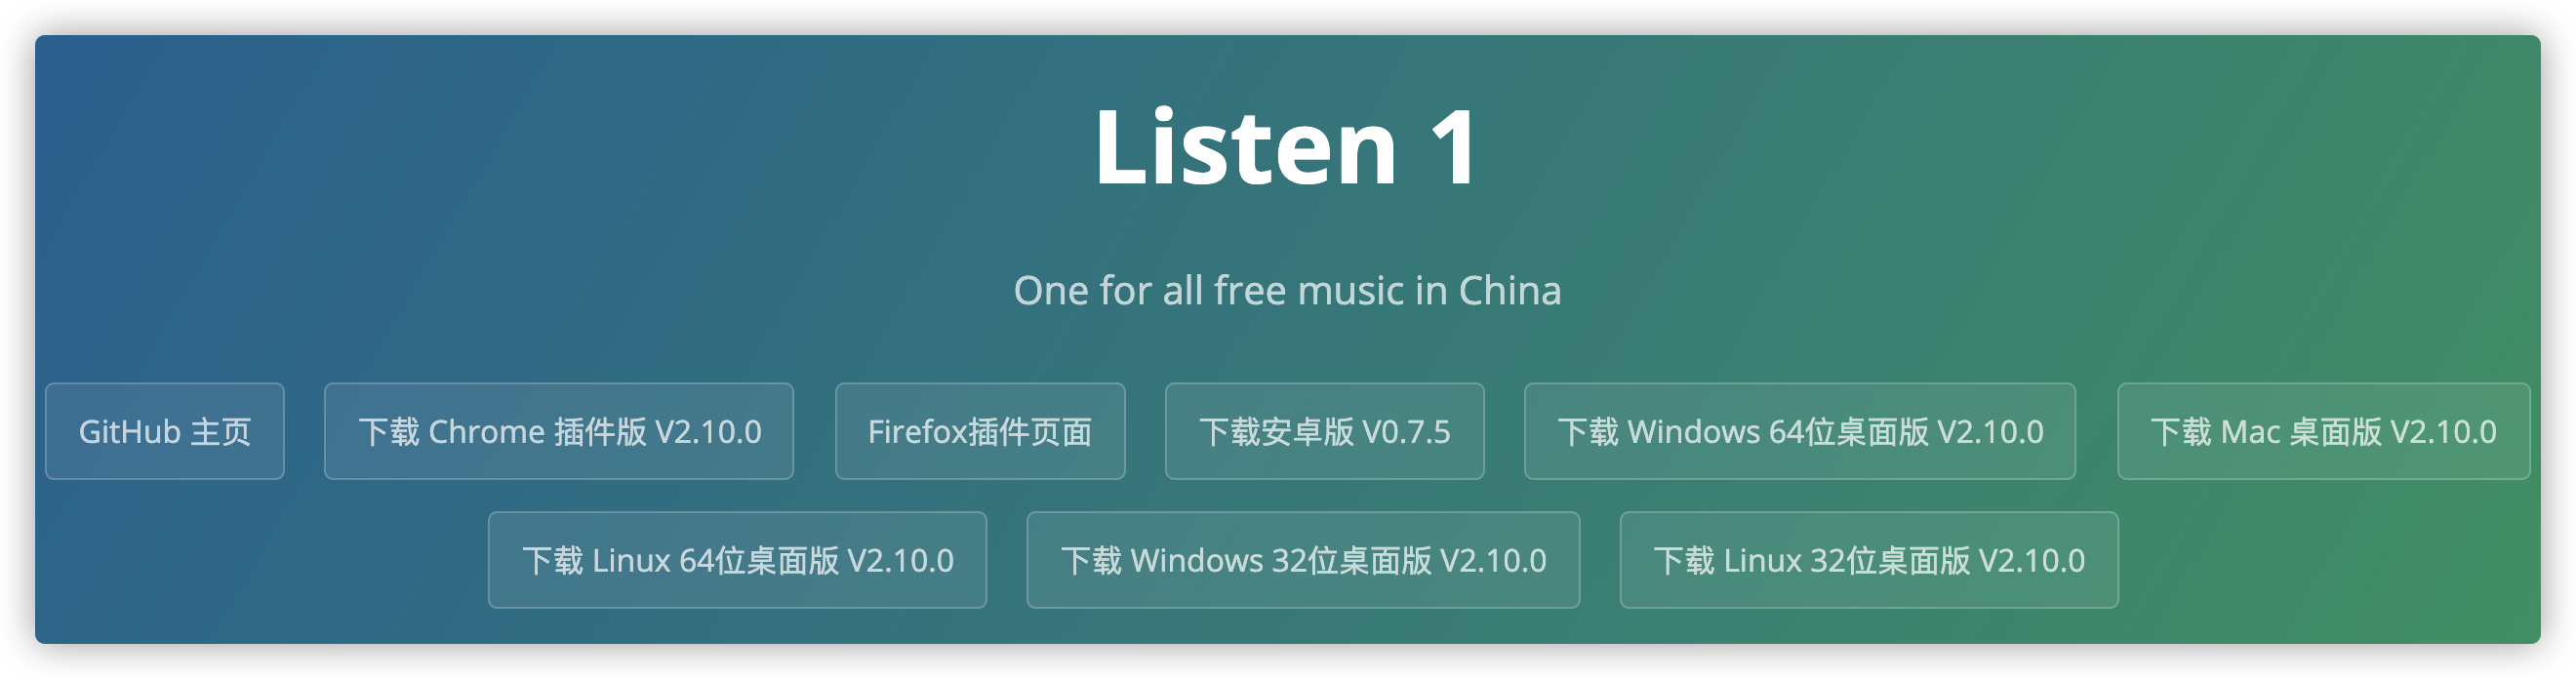 Listen 1
One for all free music in China
GitHub 主页
下载 Chrome 插件版 V2.10.0
Firefox插件页面
下载安卓版 V0.7.5
下载 Windows 64位桌面版 V2.10.0
下载 Mac 桌面版 V2.10.0
下载 Linux 64位桌面版 V2.10.0
下载 Windows 32位桌面版 V2.10.0
下载 Linux 32位桌面版 V2.10.0